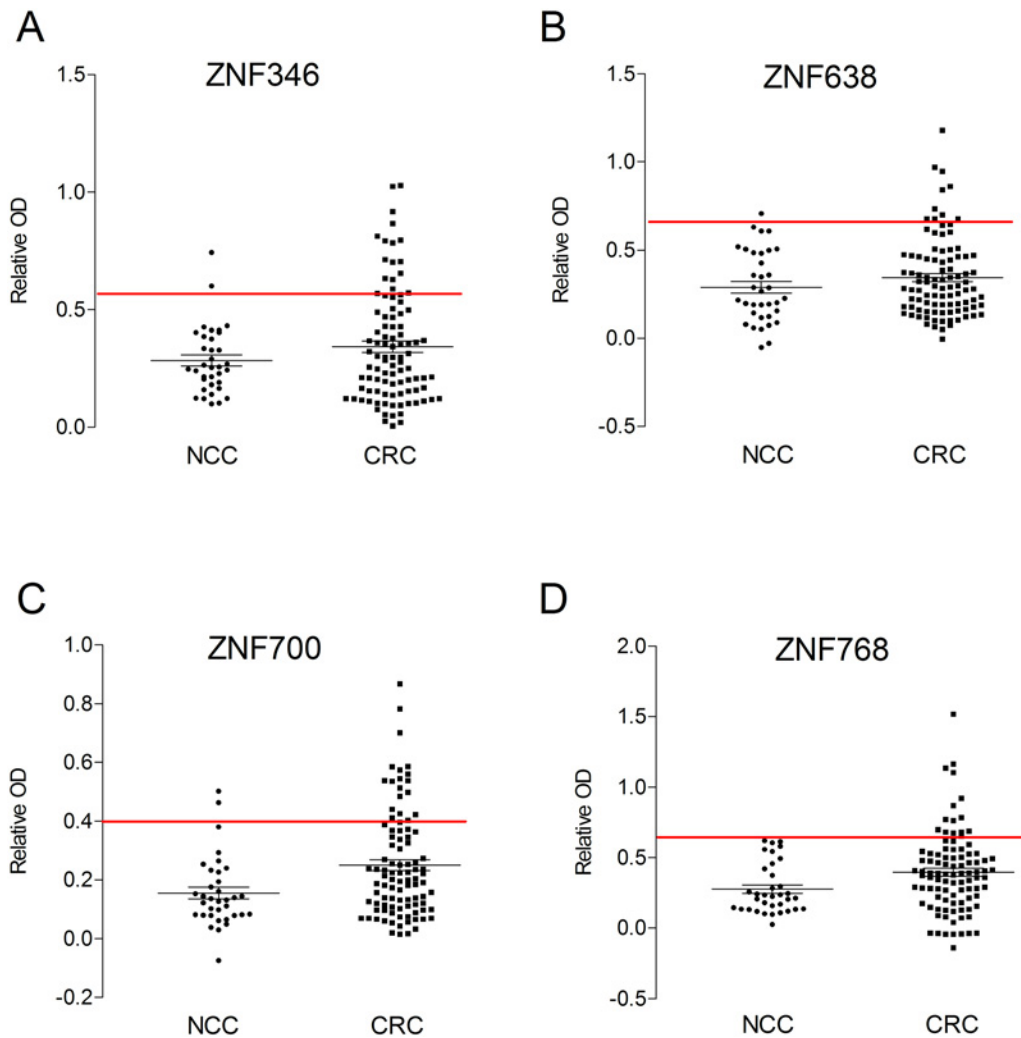 A
ZNF346
1.5
1.0
0.5
0.0
Relative OD
NCC CRC
B
ZNF638
1.5
1.0
0.5
0.0
-0.5
Relative OD
NCC CRC
C
ZNF700
1.0
0.8
0.6
0.4
0.2
0.0
-0.2
Relative OD
NCC CRC
D
ZNF768
2.0
1.5
1.0
0.5
0.0
-0.5
Relative OD
NCC CRC